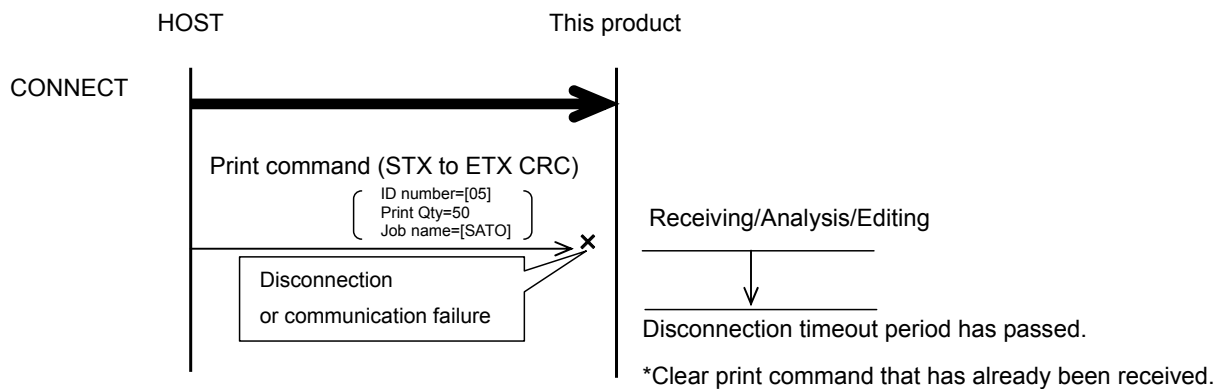 HOST
This product
CONNECT
Print command (STX to ETX CRC)
ID number=[05]
Print Qty=50
Job name=[SATO]
Receiving/Analysis/Editing
Disconnection
or communication failure
Disconnection timeout period has passed.
*Clear print command that has already been received.